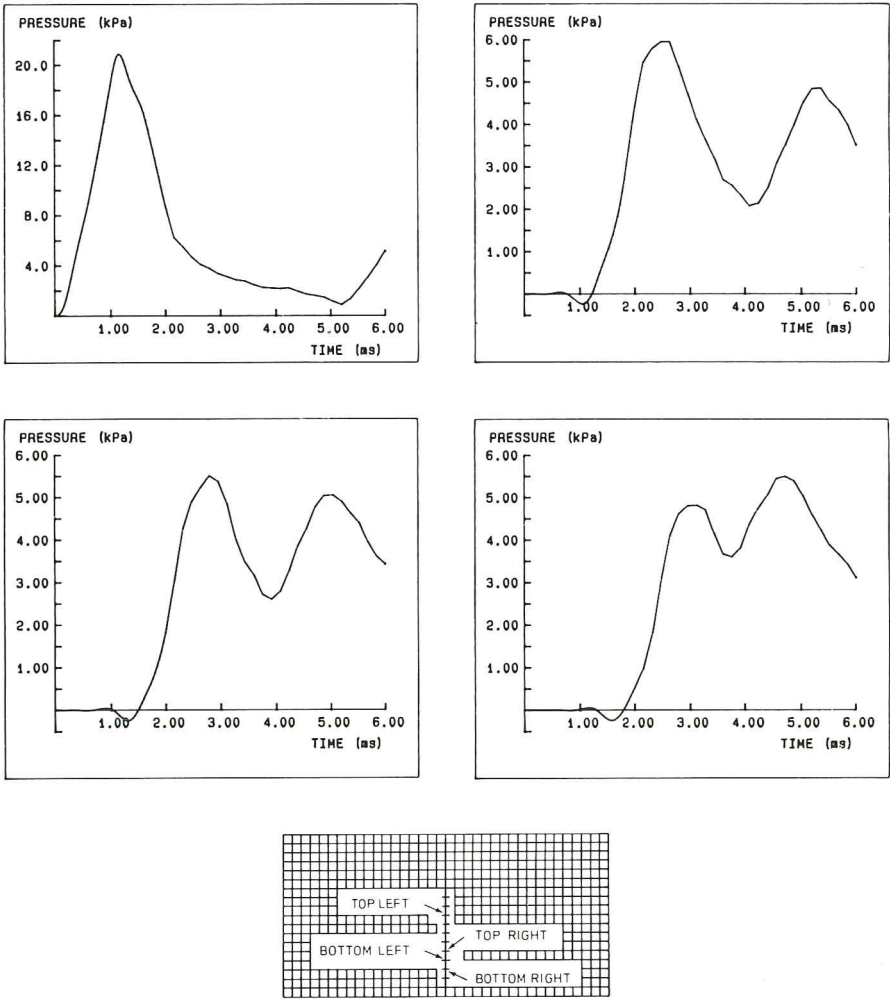 PRESSURE (kPa)
20.0
16.0
12.0
8.0
4.0
1.00 2.00 3.00 4.00 5.00 6.00
TIME (ms)
PRESSURE (kPa)
6.00
5.00
4.00
3.00
2.00
1.00
1.00 2.00 3.00 4.00 5.00 6.00
TIME (ms)
PRESSURE (kPa)
6.00
5.00
4.00
3.00
2.00
1.00
1.00 2.00 3.00 4.00 5.00 6.00
TIME (ms)
PRESSURE (kPa)
6.00
5.00
4.00
3.00
2.00
1.00
1.00 2.00 3.00 4.00 5.00 6.00
TIME (ms)
TOP LEFT
TOP RIGHT
BOTTOM LEFT
BOTTOM RIGHT